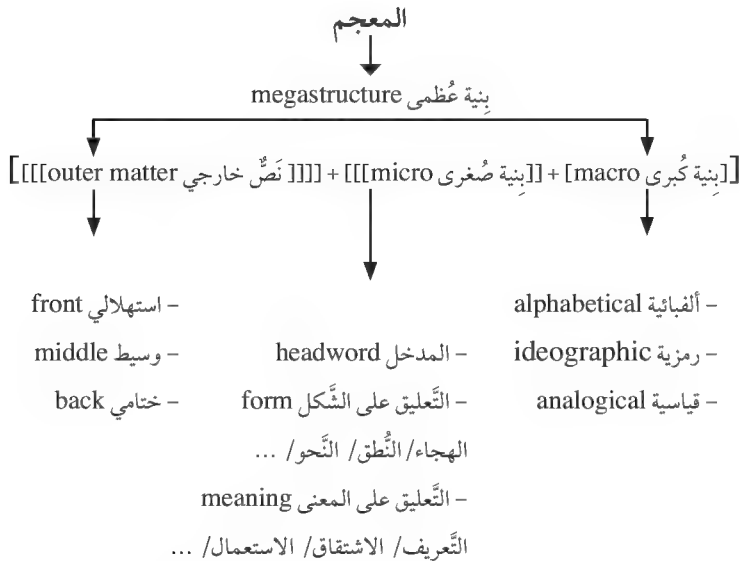 المعجم
بِنية عُظمى megastructure
[[بِنية كُبرى macro] + [[بِنية صُغرى micro]]] + [[[[ نَصٌّ خارجي outer matter]]]]
– ألفبائية alphabetical
– رمزية ideographic
– قياسية analogical
– المدخل headword
– التَّعليق على الشَّكل form
الهجاء/ النُّطق/ النَّحو/ ...
– التَّعليق على المعنى meaning
التَّعريف/ الاشتقاق/ الاستعمال/ ...
– استهلالي front
– وسيط middle
– ختامي back